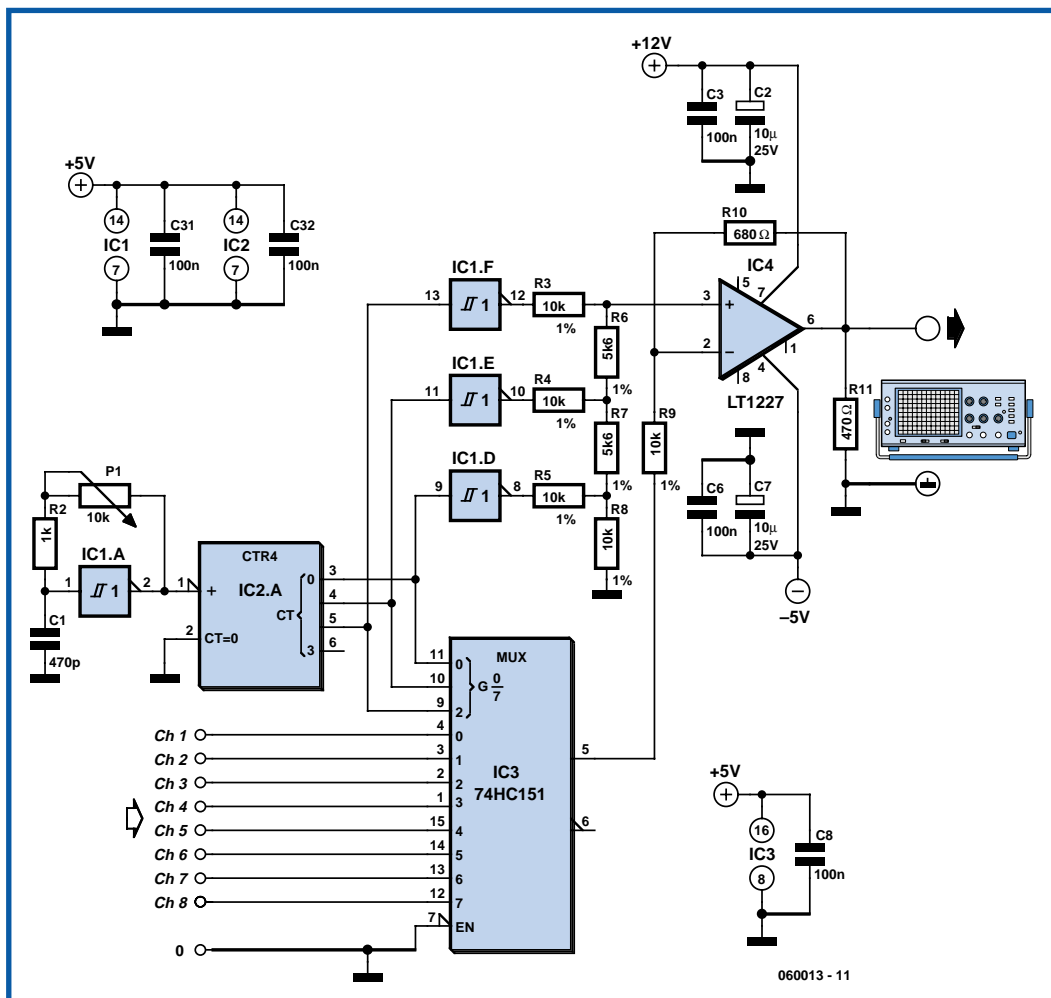 +12V
C3
100n
C2
10µ
25V
+5V
14
IC1
7
C31
100n
14
IC2
7
C32
100n
R10
680 Ω
IC4
5
7
3
+
2
–
6
1
4
8
LT1227
IC1.F
13
1
12
R3
10k
1%
R6
5k6
1%
IC1.E
11
1
10
R4
10k
1%
R7
5k6
1%
IC1.D
9
1
8
R5
10k
1%
R8
10k
1%
R9
10k
1%
R11
470 Ω
C6
100n
C7
10µ
25V
–5V
P1
10k
R2
1k
IC1.A
1
1
2
C1
470p
CTR4
IC2.A
1
+
2
CT=0
CT
0
3
4
5
3
6
MUX
11
0
10
9
2
G 0
7
Ch 1
4
0
Ch 2
3
1
Ch 3
2
2
Ch 4
1
3
Ch 5
15
4
Ch 6
14
5
Ch 7
13
6
Ch 8
12
7
0
7
EN
IC3
74HC151
5
6
+5V
16
IC3
8
C8
100n
060013 - 11